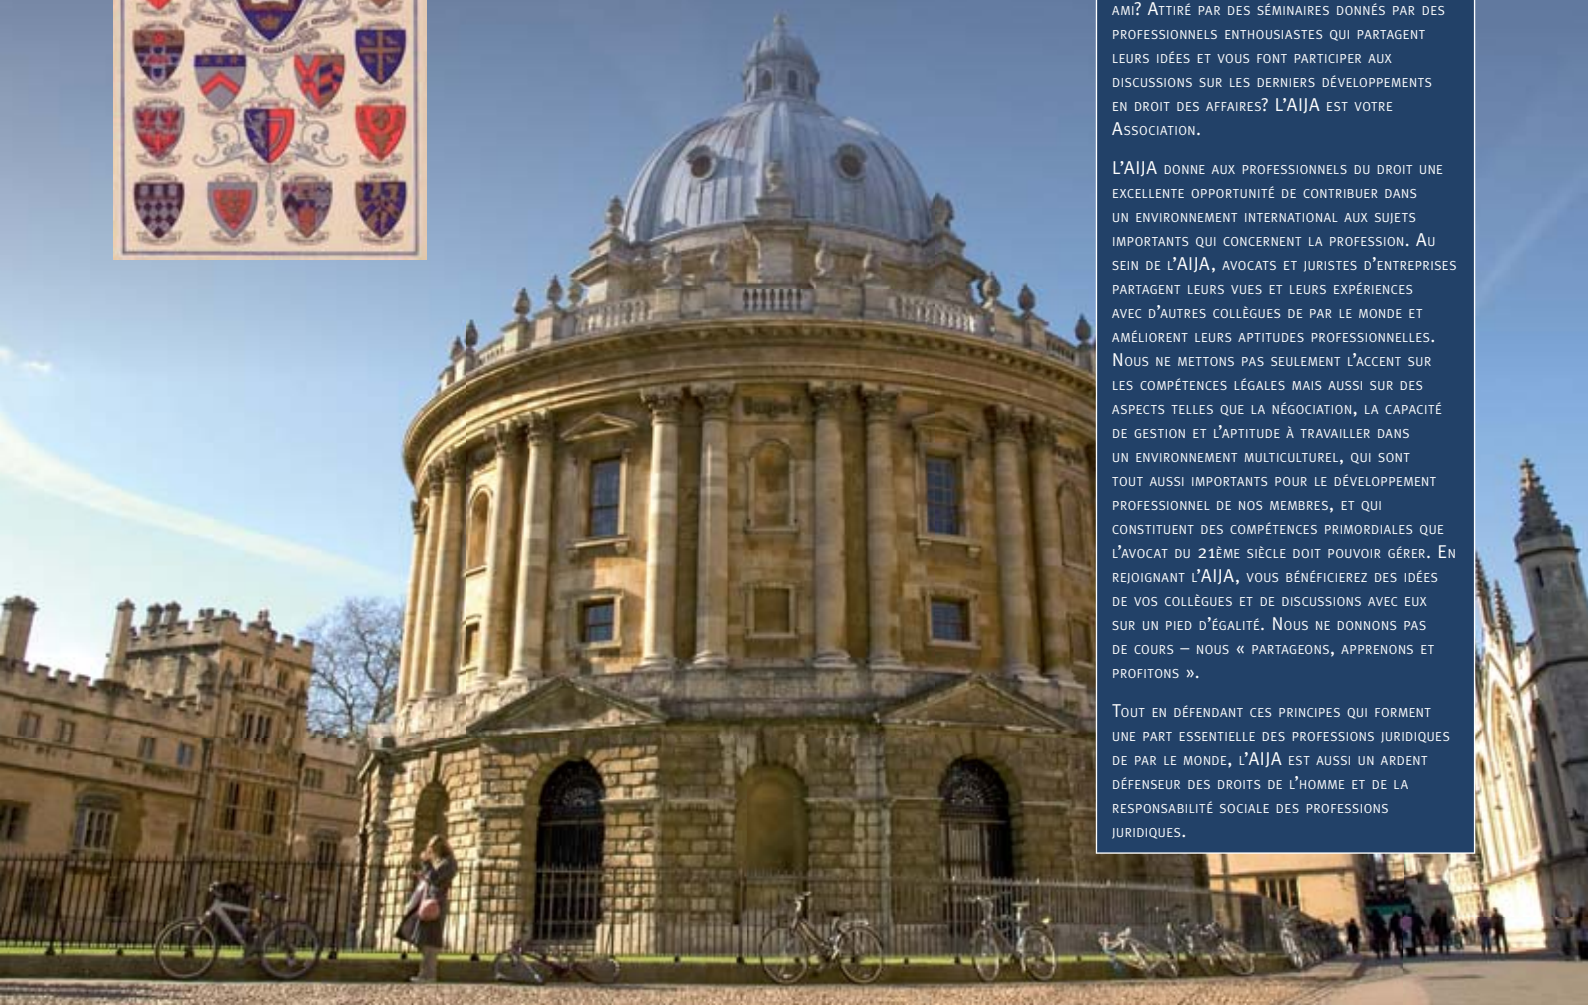 AMI? ATTIRÉ PAR DES SÉMINAIRES DONNÉS PAR DES
PROFESSIONNELS ENTHOUSIASTES QUI PARTAGENT
LEURS IDÉES ET VOUS FONT PARTICIPER AUX
DISCUSSIONS SUR LES DERNIERS DÉVELOPPEMENTS
EN DROIT DES AFFAIRES? L'AIJA EST VOTRE
ASSOCIATION.
L'AIJA DONNE AUX PROFESSIONNELS DU DROIT UNE
EXCELLENTE OPPORTUNITÉ DE CONTRIBUER DANS
UN ENVIRONNEMENT INTERNATIONAL AUX SUJETS
IMPORTANTS QUI CONCERNENT LA PROFESSION. AU
SEIN DE L'AIJA, AVOCATS ET JURISTES D'ENTREPRISES
PARTAGENT LEURS VUES ET LEURS EXPÉRIENCES
AVEC D'AUTRES COLLÈGUES DE PAR LE MONDE ET
AMÉLIORENT LEURS APTITUDES PROFESSIONNELLES.
NOUS NE METTONS PAS SEULEMENT L'ACCENT SUR
LES COMPÉTENCES LÉGALES MAIS AUSSI SUR DES
ASPECTS TELLES QUE LA NÉGOCIATION, LA CAPACITÉ
DE GESTION ET L'APTITUDE À TRAVAILLER DANS
UN ENVIRONNEMENT MULTICULTUREL, QUI SONT
TOUT AUSSI IMPORTANTS POUR LE DÉVELOPPEMENT
PROFESSIONNEL DE NOS MEMBRES, ET QUI
CONSTITUENT DES COMPÉTENCES PRIMORDIALES QUE
L'AVOCAT DU 21ÈME SIÈCLE DOIT POUVOIR GÉRER. EN
REJOIGNANT L'AIJA, VOUS BÉNÉFICIEREZ DES IDÉES
DE VOS COLLÈGUES ET DE DISCUSSIONS AVEC EUX
SUR UN PIED D'ÉGALITÉ. NOUS NE DONNONS PAS
DE COURS – NOUS « PARTAGEONS, APPRENONS ET
PROFITONS ».
TOUT EN DÉFENDANT CES PRINCIPES QUI FORMENT
UNE PART ESSENTIELLE DES PROFESSIONS JURIDIQUES
DE PAR LE MONDE, L'AIJA EST AUSSI UN ARDENT
DÉFENSEUR DES DROITS DE L'HOMME ET DE LA
RESPONSABILITÉ SOCIALE DES PROFESSIONS
JURIDIQUES.